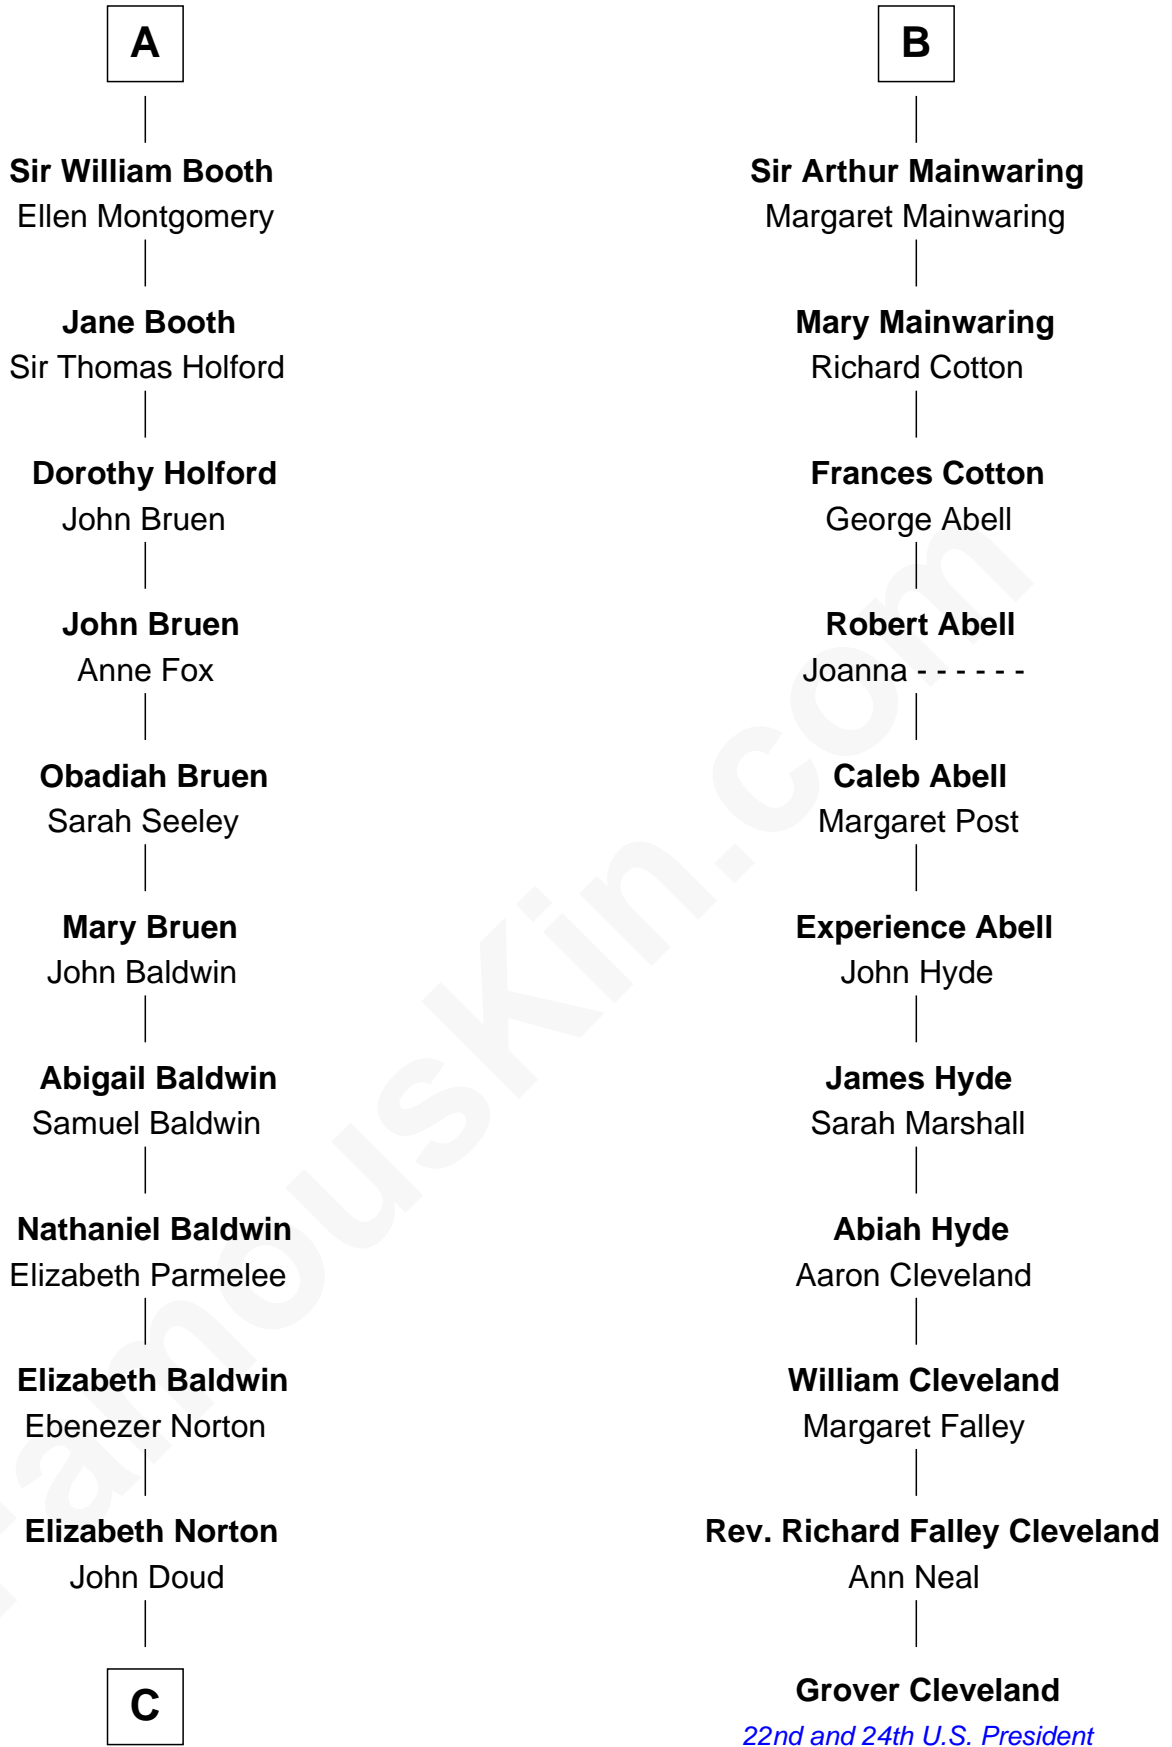 A
Sir William Booth
Ellen Montgomery
Jane Booth
Sir Thomas Holford
Dorothy Holford
John Bruen
John Bruen
Anne Fox
Obadiah Bruen
Sarah Seeley
Mary Bruen
John Baldwin
Abigail Baldwin
Samuel Baldwin
Nathaniel Baldwin
Elizabeth Parmelee
Elizabeth Baldwin
Ebenezer Norton
Elizabeth Norton
John Doud
C
B
Sir Arthur Mainwaring
Margaret Mainwaring
Mary Mainwaring
Richard Cotton
Frances Cotton
George Abell
Robert Abell
Joanna - - - - - -
Caleb Abell
Margaret Post
Experience Abell
John Hyde
James Hyde
Sarah Marshall
Abiah Hyde
Aaron Cleveland
William Cleveland
Margaret Falley
Rev. Richard Falley Cleveland
Ann Neal
Grover Cleveland
22nd and 24th U.S. President
FamousKin.com